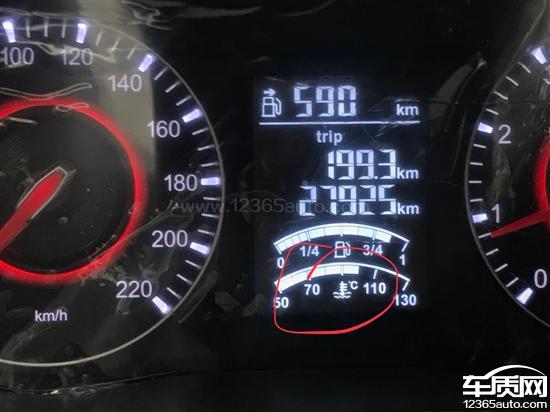 100 120
140
160
180
200
220
km/h
590 km
trip
199.3 km
27925 km
0 1/4 3/4 1
50 70 °C 110 130
2
1
0
www.12365auto.com
车质网
12365auto.com